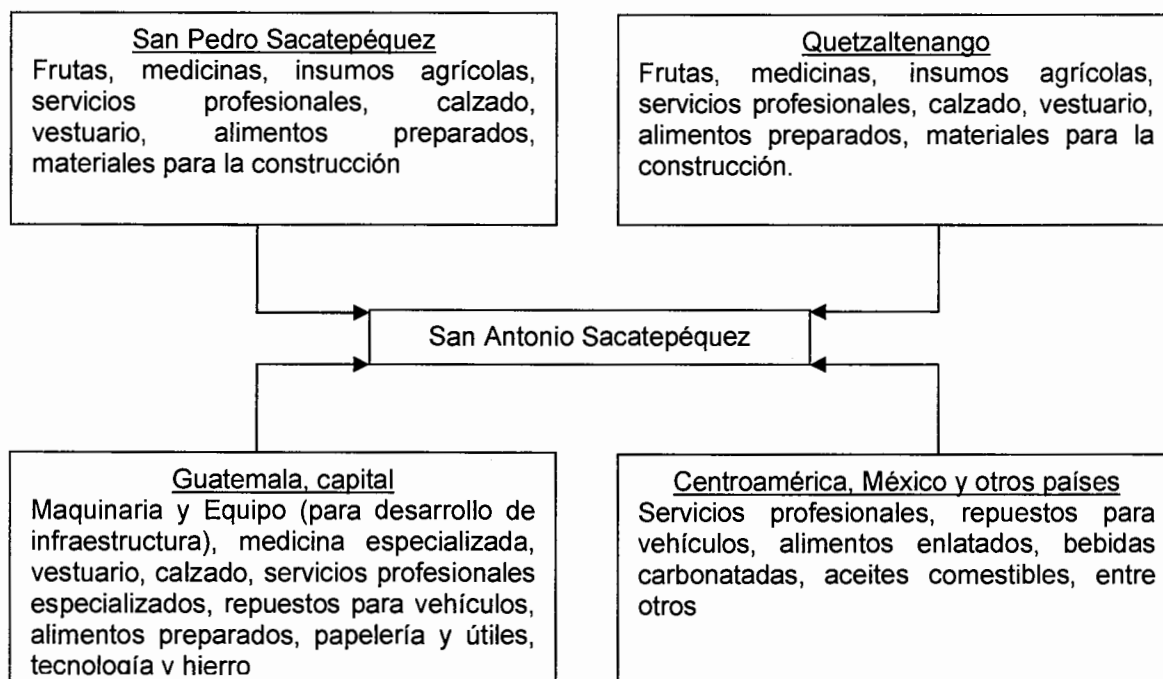 San Pedro Sacatepéquez
Frutas, medicinas, insumos agrícolas,
servicios profesionales, calzado,
vestuario, alimentos preparados,
materiales para la construcción
Quetzaltenango
Frutas, medicinas, insumos agrícolas,
servicios profesionales, calzado, vestuario,
alimentos preparados, materiales para la
construcción.
San Antonio Sacatepéquez
Guatemala, capital
Maquinaria y Equipo (para desarrollo de
infraestructura), medicina especializada,
vestuario, calzado, servicios profesionales
especializados, repuestos para vehículos,
alimentos preparados, papelería y útiles,
tecnología y hierro
Centroamérica, México y otros países
Servicios profesionales, repuestos para
vehículos, alimentos enlatados, bebidas
carbonatadas, aceites comestibles, entre
otros